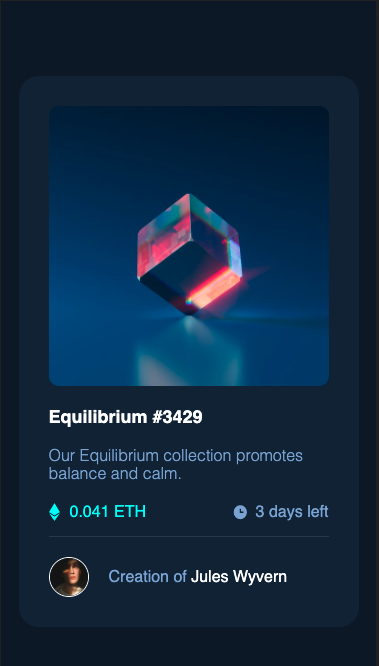 Equilibrium #3429
Our Equilibrium collection promotes
balance and calm.
0.041 ETH
3 days left
Creation of Jules Wyvern